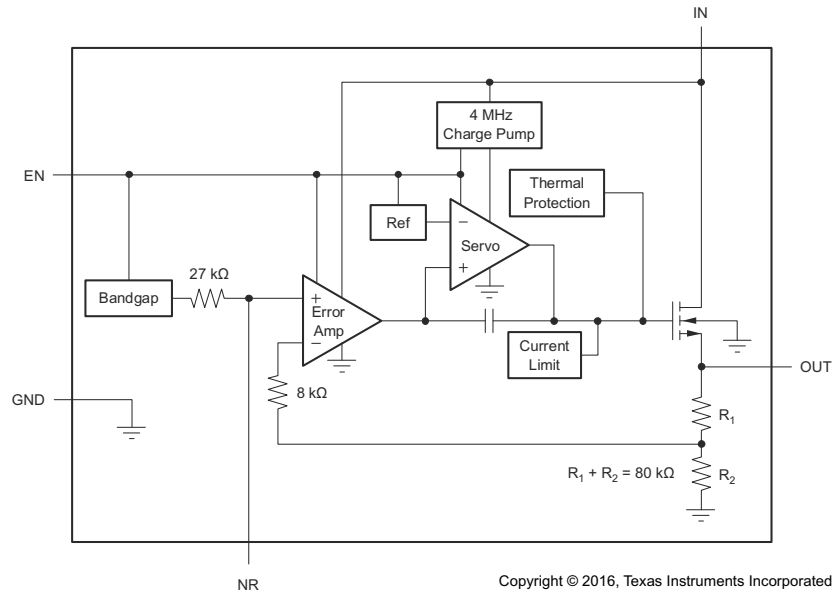 IN
4 MHz
Charge Pump
EN
Thermal
Protection
Ref
−
Servo
+
27 kΩ
Bandgap
+
Error
Amp
−
Current
Limit
OUT
8 kΩ
GND
R1
R1 + R2 = 80 kΩ
R2
NR
Copyright © 2016, Texas Instruments Incorporated